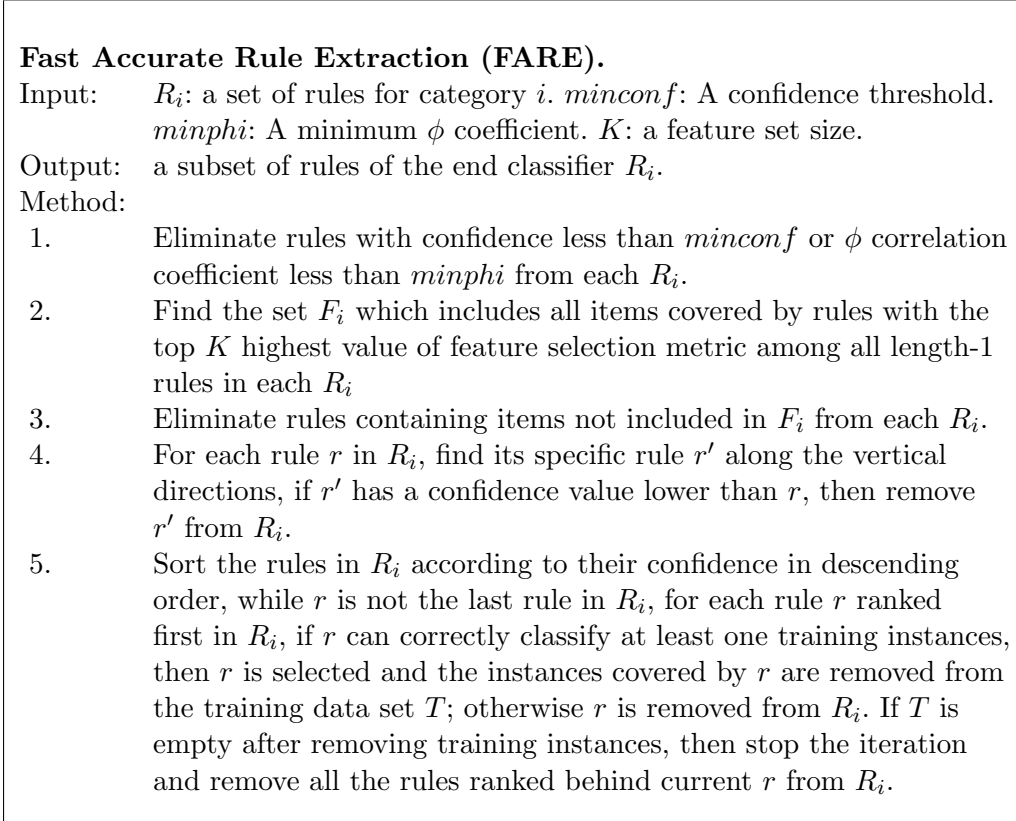 Fast Accurate Rule Extraction (FARE).
Input: R_i: a set of rules for category i. minconf: A confidence threshold.
minphi: A minimum ϕ coefficient. K: a feature set size.
Output: a subset of rules of the end classifier R_i.
Method:
1. Eliminate rules with confidence less than minconf or ϕ correlation
coefficient less than minphi from each R_i.
2. Find the set F_i which includes all items covered by rules with the
top K highest value of feature selection metric among all length-1
rules in each R_i
3. Eliminate rules containing items not included in F_i from each R_i.
4. For each rule r in R_i, find its specific rule r′ along the vertical
directions, if r′ has a confidence value lower than r, then remove
r′ from R_i.
5. Sort the rules in R_i according to their confidence in descending
order, while r is not the last rule in R_i, for each rule r ranked
first in R_i, if r can correctly classify at least one training instances,
then r is selected and the instances covered by r are removed from
the training data set T; otherwise r is removed from R_i. If T is
empty after removing training instances, then stop the iteration
and remove all the rules ranked behind current r from R_i.